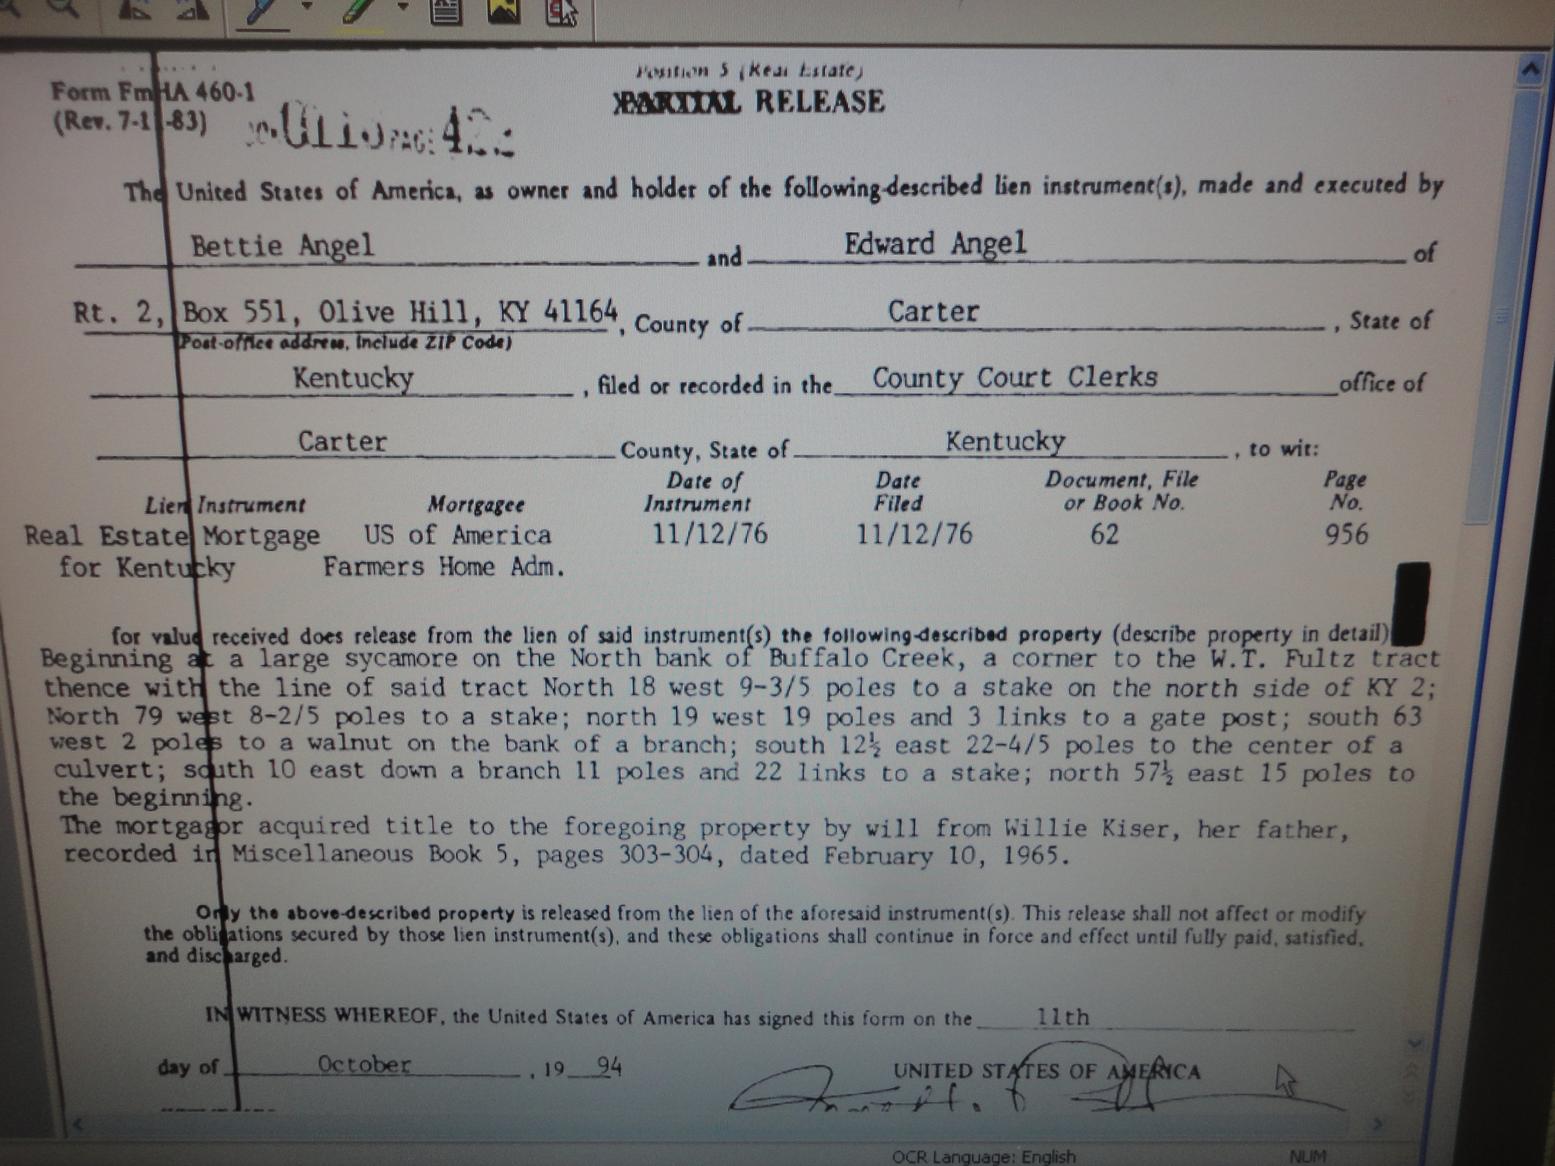 Position 5 (Real Estate)
Form FmHA 460-1
PARTIAL RELEASE
(Rev. 7-11-83)
The United States of America, as owner and holder of the following-described lien instrument(s), made and executed by
Bettie Angel and Edward Angel of
Rt. 2, Box 551, Olive Hill, KY 41164, County of Carter, State of
Post-office address, Include ZIP Code)
Kentucky, filed or recorded in the County Court Clerks office of
Carter County, State of Kentucky, to wit:
Lien Instrument Mortgagee Date of Instrument Date Filed Document, File or Book No. Page No.
Real Estate Mortgage US of America 11/12/76 11/12/76 62 956
for Kentucky Farmers Home Adm.
for value received does release from the lien of said instrument(s) the following-described property (describe property in detail)
Beginning at a large sycamore on the North bank of Buffalo Creek, a corner to the W.T. Fultz tract
thence with the line of said tract North 18 west 9-3/5 poles to a stake on the north side of KY 2;
North 79 west 8-2/5 poles to a stake; north 19 west 19 poles and 3 links to a gate post; south 63
west 2 poles to a walnut on the bank of a branch; south 12½ east 22-4/5 poles to the center of a
culvert; south 10 east down a branch 11 poles and 22 links to a stake; north 57½ east 15 poles to
the beginning.
The mortgagor acquired title to the foregoing property by will from Willie Kiser, her father,
recorded in Miscellaneous Book 5, pages 303-304, dated February 10, 1965.
Only the above-described property is released from the lien of the aforesaid instrument(s). This release shall not affect or modify
the obligations secured by those lien instrument(s), and these obligations shall continue in force and effect until fully paid, satisfied,
and discharged.
IN WITNESS WHEREOF, the United States of America has signed this form on the 11th
day of October, 19 94 UNITED STATES OF AMERICA
OCR Language: English NUM